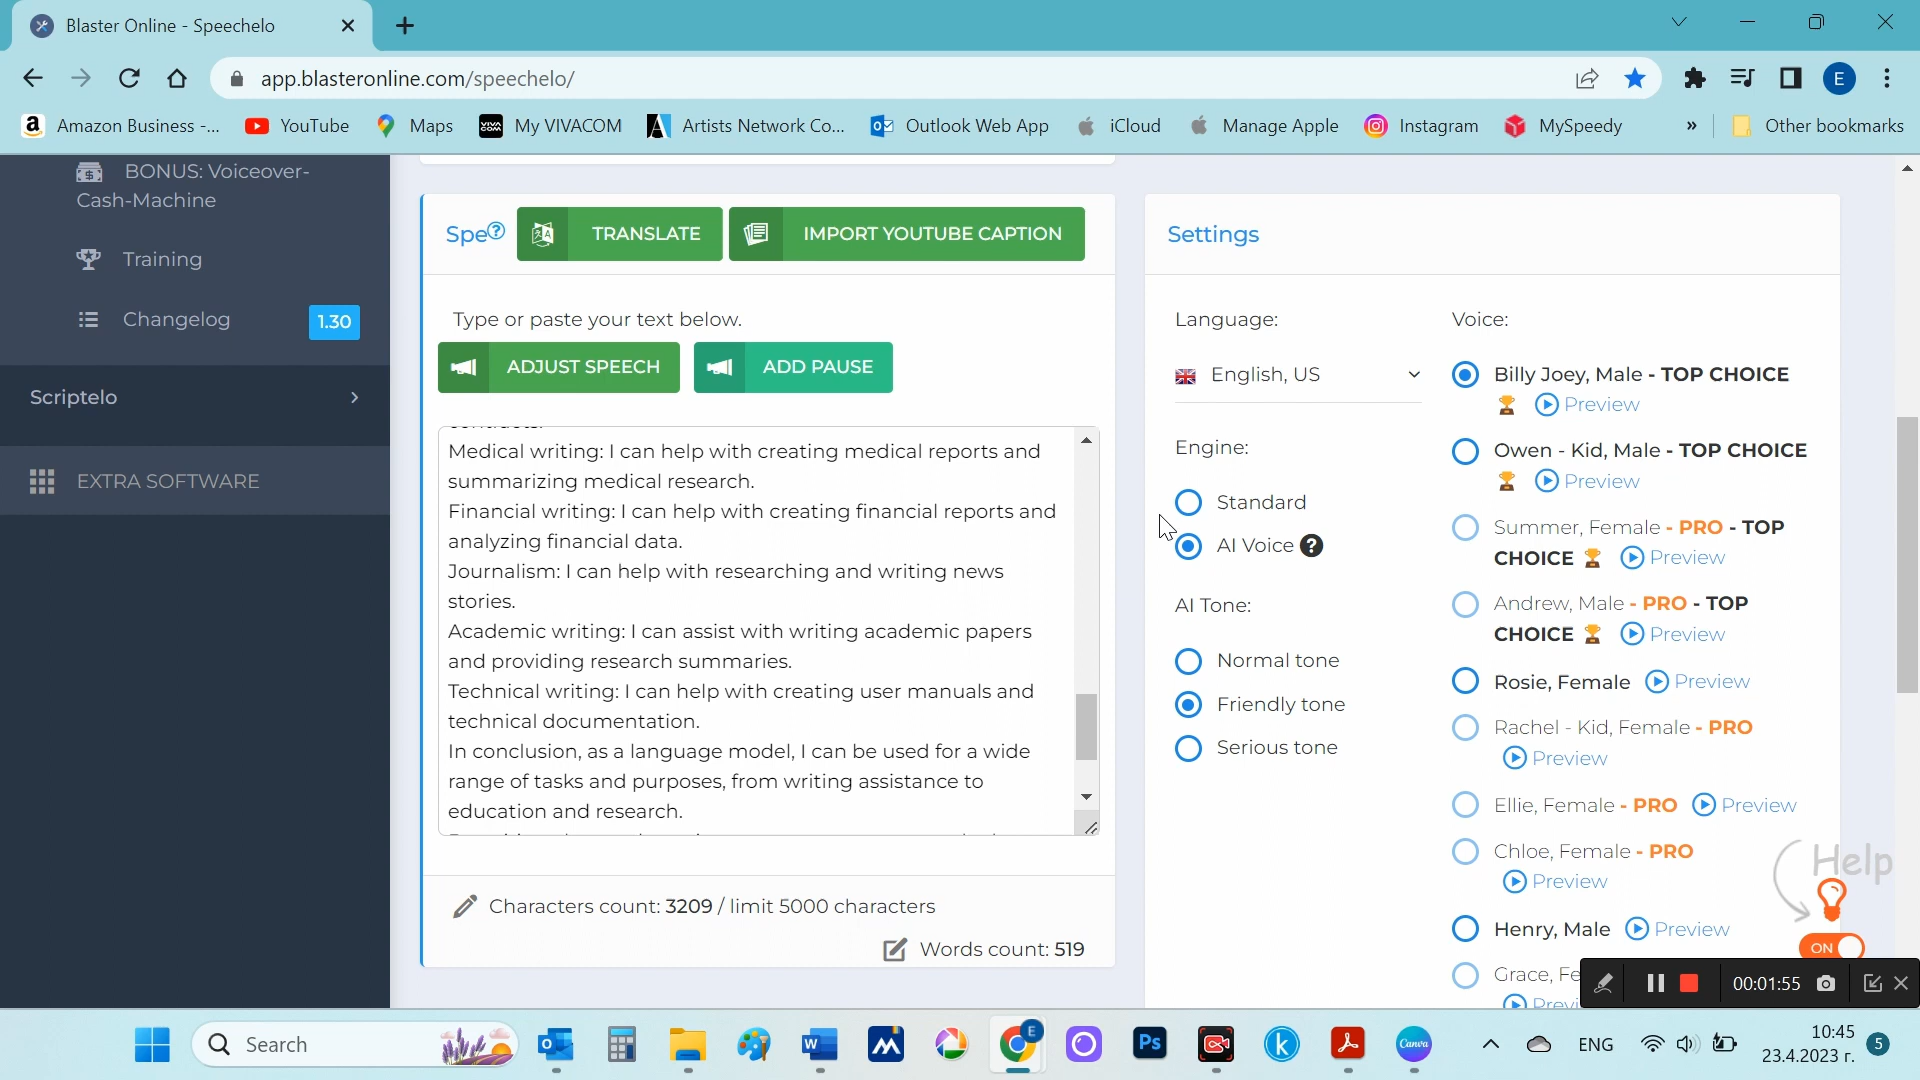 Blaster Online - Speechelo
app.blasteronline.com/speechelo/
E
Amazon Business -...
YouTube
Maps
My VIVACOM
Artists Network Co...
Outlook Web App
iCloud
Manage Apple
Instagram
MySpeedy
»
Other bookmarks
BONUS: Voiceover-
Cash-Machine
Training
Changelog
1.30
Scriptelo
EXTRA SOFTWARE
Spe
TRANSLATE
IMPORT YOUTUBE CAPTION
Type or paste your text below.
ADJUST SPEECH
ADD PAUSE
Medical writing: I can help with creating medical reports and
summarizing medical research.
Financial writing: I can help with creating financial reports and
analyzing financial data.
Journalism: I can help with researching and writing news
stories.
Academic writing: I can assist with writing academic papers
and providing research summaries.
Technical writing: I can help with creating user manuals and
technical documentation.
In conclusion, as a language model, I can be used for a wide
range of tasks and purposes, from writing assistance to
education and research.
Characters count: 3209 / limit 5000 characters
Words count: 519
Settings
Language:
English, US
Engine:
Standard
AI Voice
AI Tone:
Normal tone
Friendly tone
Serious tone
Voice:
Billy Joey, Male - TOP CHOICE
Preview
Owen - Kid, Male - TOP CHOICE
Preview
Summer, Female - PRO - TOP
CHOICE Preview
Andrew, Male - PRO - TOP
CHOICE Preview
Rosie, Female Preview
Rachel - Kid, Female - PRO
Preview
Ellie, Female - PRO Preview
Chloe, Female - PRO
Preview
Henry, Male Preview
Grace, Fe
Previ
Help
ON
00:01:55
Search
E
Ps
Canva
ENG
10:45
23.4.2023 г.
5